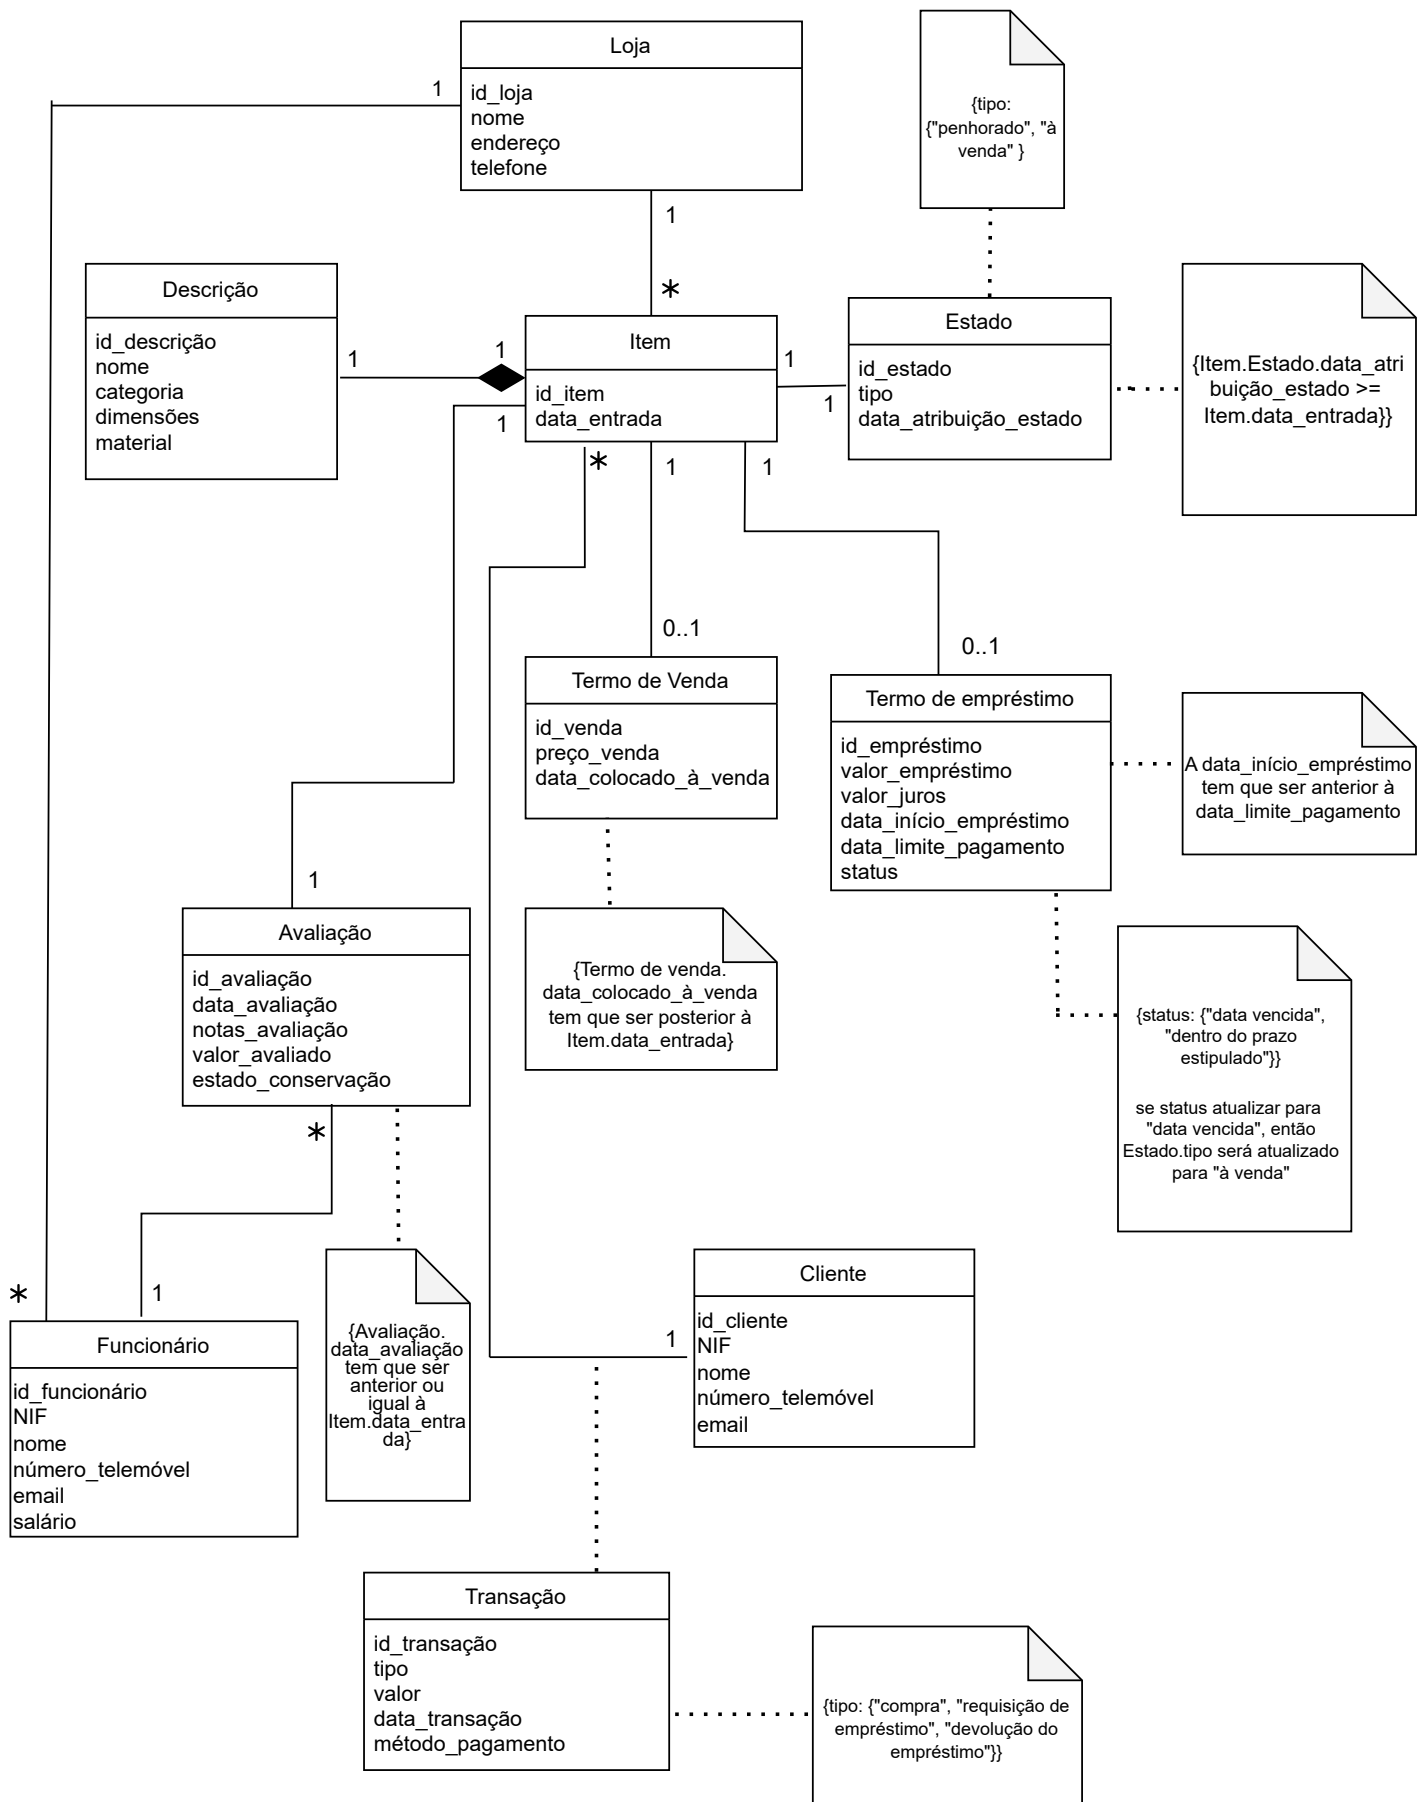 Loja
id_loja
nome
endereço
telefone
1
{tipo:
{"penhorado", "à
venda" }
1
*
Descrição
id_descrição
nome
categoria
dimensões
material
1
1
Item
id_item
data_entrada
1
1
Estado
id_estado
tipo
data_atribuição_estado
{Item.Estado.data_atri
buição_estado >=
Item.data_entrada}}
1
*
1
1
0..1
0..1
Termo de Venda
id_venda
preço_venda
data_colocado_à_venda
Termo de empréstimo
id_empréstimo
valor_empréstimo
valor_juros
data_início_empréstimo
data_limite_pagamento
status
A data_início_empréstimo
tem que ser anterior à
data_limite_pagamento
1
Avaliação
id_avaliação
data_avaliação
notas_avaliação
valor_avaliado
estado_conservação
{Termo de venda.
data_colocado_à_venda
tem que ser posterior à
Item.data_entrada}
{status: {"data vencida",
"dentro do prazo
estipulado"}}
se status atualizar para
"data vencida", então
Estado.tipo será atualizado
para "à venda"
*
*
1
Funcionário
id_funcionário
NIF
nome
número_telemóvel
email
salário
{Avaliação.
data_avaliação
tem que ser
anterior ou
igual à
Item.data_entra
da}
1
Cliente
id_cliente
NIF
nome
número_telemóvel
email
Transação
id_transação
tipo
valor
data_transação
método_pagamento
{tipo: {"compra", "requisição de
empréstimo", "devolução do
empréstimo"}}